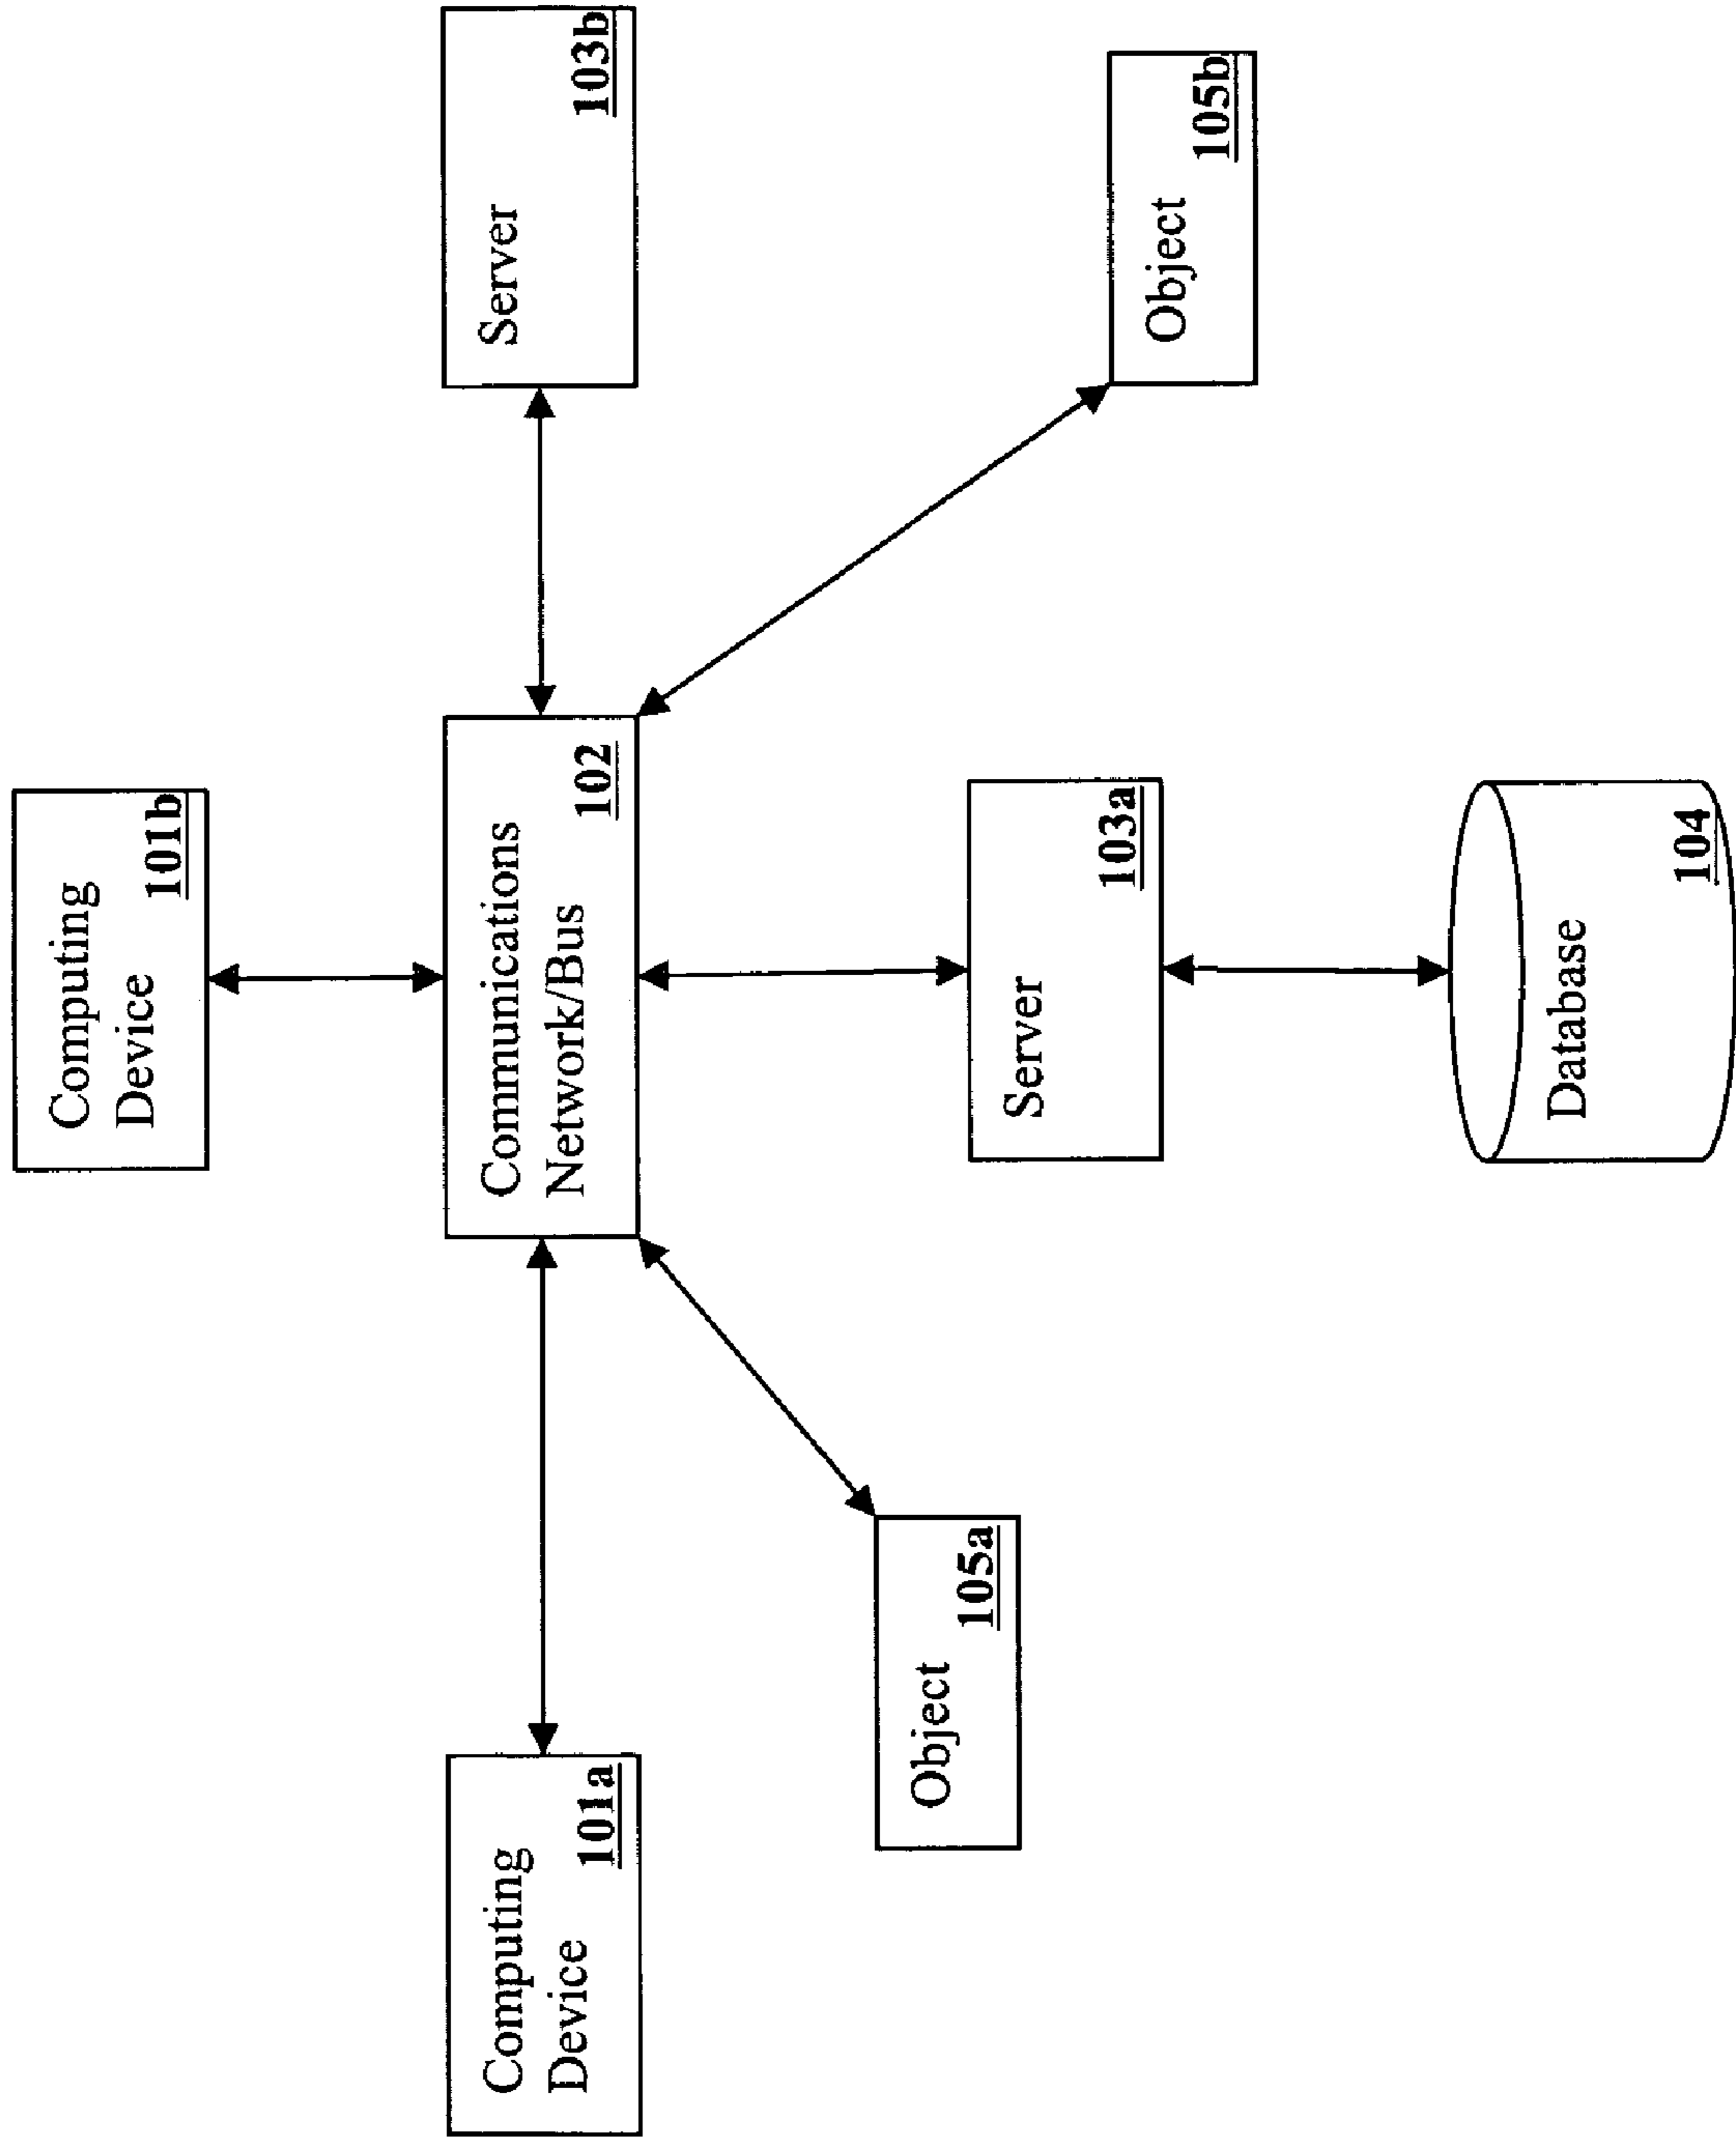 Computing
Device
101b
Computing
Device
101a
Communications
Network/Bus
102
Server
103b
Object
105a
Server
103a
Object
105b
Database
104